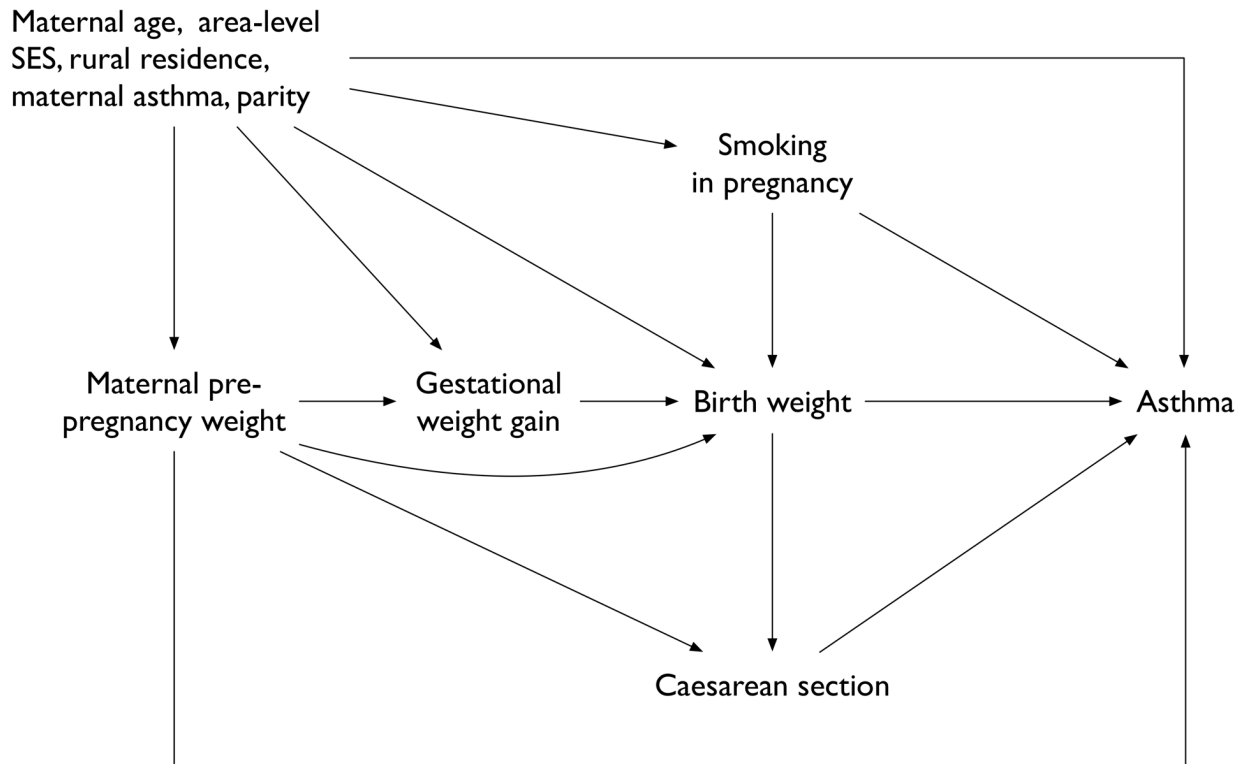 Maternal age, area-level
SES, rural residence,
maternal asthma, parity
Smoking
in pregnancy
Maternal pre-
pregnancy weight
Gestational
weight gain
Birth weight
Asthma
Caesarean section